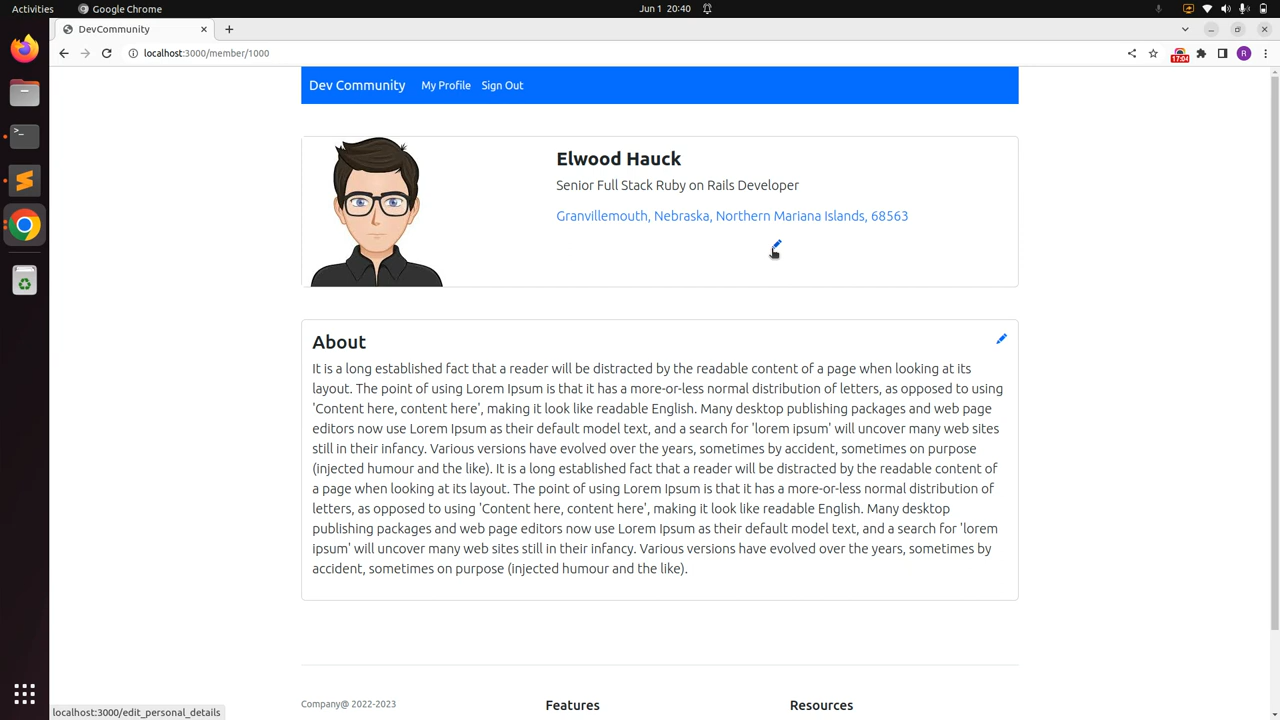 Activities
Google Chrome
Jun 1 20:40
DevCommunity
localhost:3000/member/1000
17:04
R
Dev Community
My Profile
Sign Out
Elwood Hauck
Senior Full Stack Ruby on Rails Developer
Granvillemouth, Nebraska, Northern Mariana Islands, 68563
About
It is a long established fact that a reader will be distracted by the readable content of a page when looking at its
layout. The point of using Lorem Ipsum is that it has a more-or-less normal distribution of letters, as opposed to using
'Content here, content here', making it look like readable English. Many desktop publishing packages and web page
editors now use Lorem Ipsum as their default model text, and a search for 'lorem ipsum' will uncover many web sites
still in their infancy. Various versions have evolved over the years, sometimes by accident, sometimes on purpose
(injected humour and the like). It is a long established fact that a reader will be distracted by the readable content of
a page when looking at its layout. The point of using Lorem Ipsum is that it has a more-or-less normal distribution of
letters, as opposed to using 'Content here, content here', making it look like readable English. Many desktop
publishing packages and web page editors now use Lorem Ipsum as their default model text, and a search for 'lorem
ipsum' will uncover many web sites still in their infancy. Various versions have evolved over the years, sometimes by
accident, sometimes on purpose (injected humour and the like).
Company@ 2022-2023
Features
Resources
localhost:3000/edit_personal_details